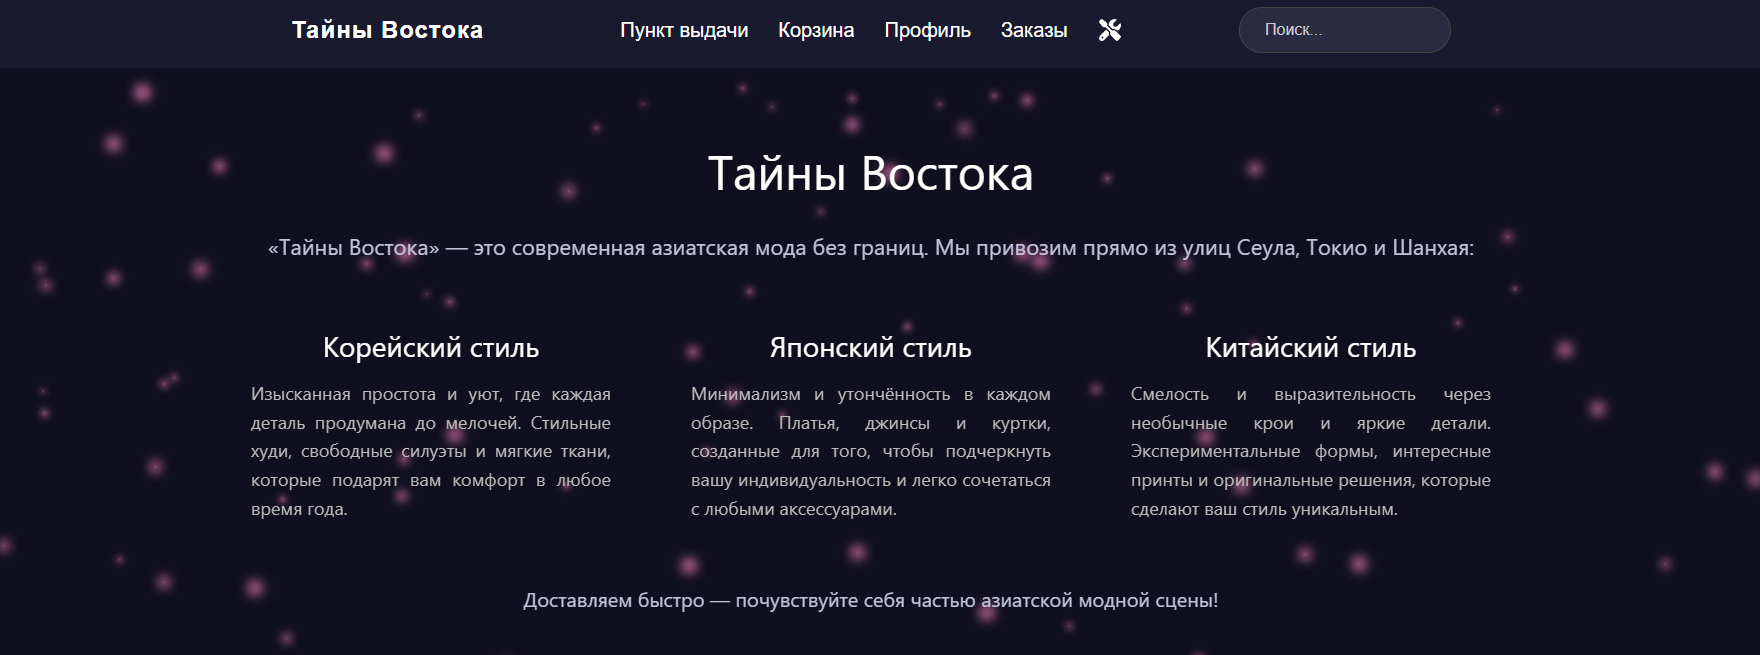 Тайны Востока Пункт выдачи Корзина Профиль Заказы Поиск...
Тайны Востока
«Тайны Востока» — это современная азиатская мода без границ. Мы привозим прямо из улиц Сеула, Токио и Шанхая:
Корейский стиль
Изысканная простота и уют, где каждая
деталь продумана до мелочей. Стильные
худи, свободные силуэты и мягкие ткани,
которые подарят вам комфорт в любое
время года.
Японский стиль
Минимализм и утончённость в каждом
образе. Платья, джинсы и куртки,
созданные для того, чтобы подчеркнуть
вашу индивидуальность и легко сочетаться
с любыми аксессуарами.
Китайский стиль
Смелость и выразительность через
необычные крои и яркие детали.
Экспериментальные формы, интересные
принты и оригинальные решения, которые
сделают ваш стиль уникальным.
Доставляем быстро — почувствуйте себя частью азиатской модной сцены!